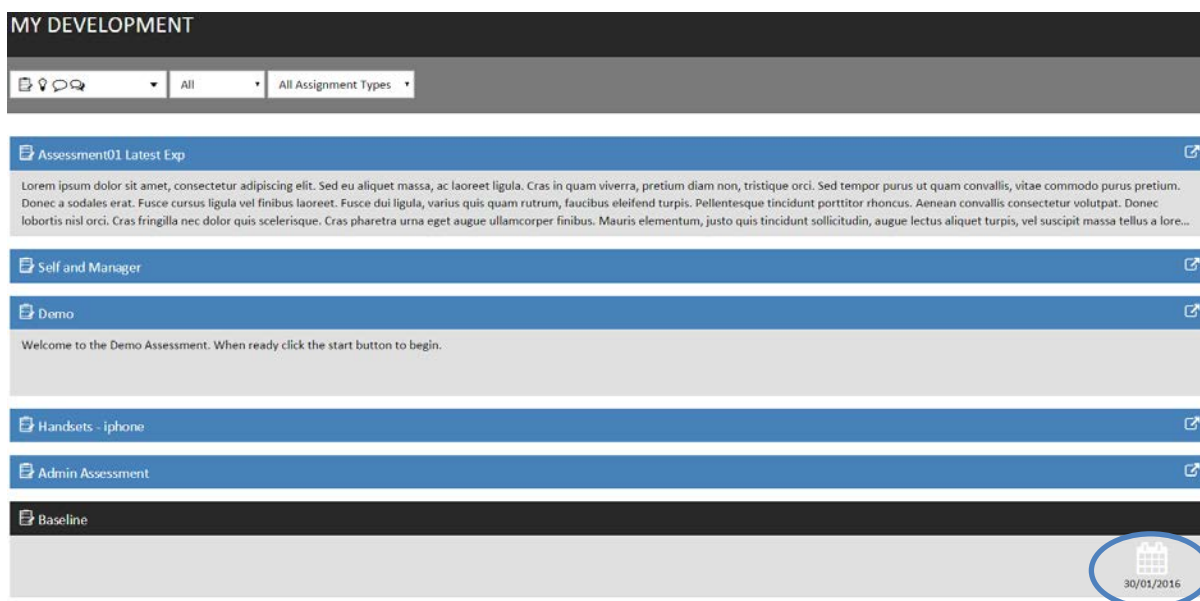 MY DEVELOPMENT
All
All Assignment Types
Assessment01 Latest Exp
Lorem ipsum dolor sit amet, consectetur adipiscing elit. Sed eu aliquet massa, ac laoreet ligula. Cras in quam viverra, pretium diam non, tristique orci. Sed tempor purus ut quam convallis, vitae commodo purus pretium.
Donec a sodales erat. Fusce cursus ligula vel finibus laoreet. Fusce dui ligula, varius quis quam rutrum, faucibus eleifend turpis. Pellentesque tincidunt porttitor rhoncus. Aenean convallis consectetur volutpat. Donec
lobortis nisl orci. Cras fringilla nec dolor quis scelerisque. Cras pharetra urna eget augue ullamcorper finibus. Mauris elementum, justo quis tincidunt sollicitudin, augue lectus aliquet turpis, vel suscipit massa tellus a lore...
Self and Manager
Demo
Welcome to the Demo Assessment. When ready click the start button to begin.
Handsets - iphone
Admin Assessment
Baseline
30/01/2016